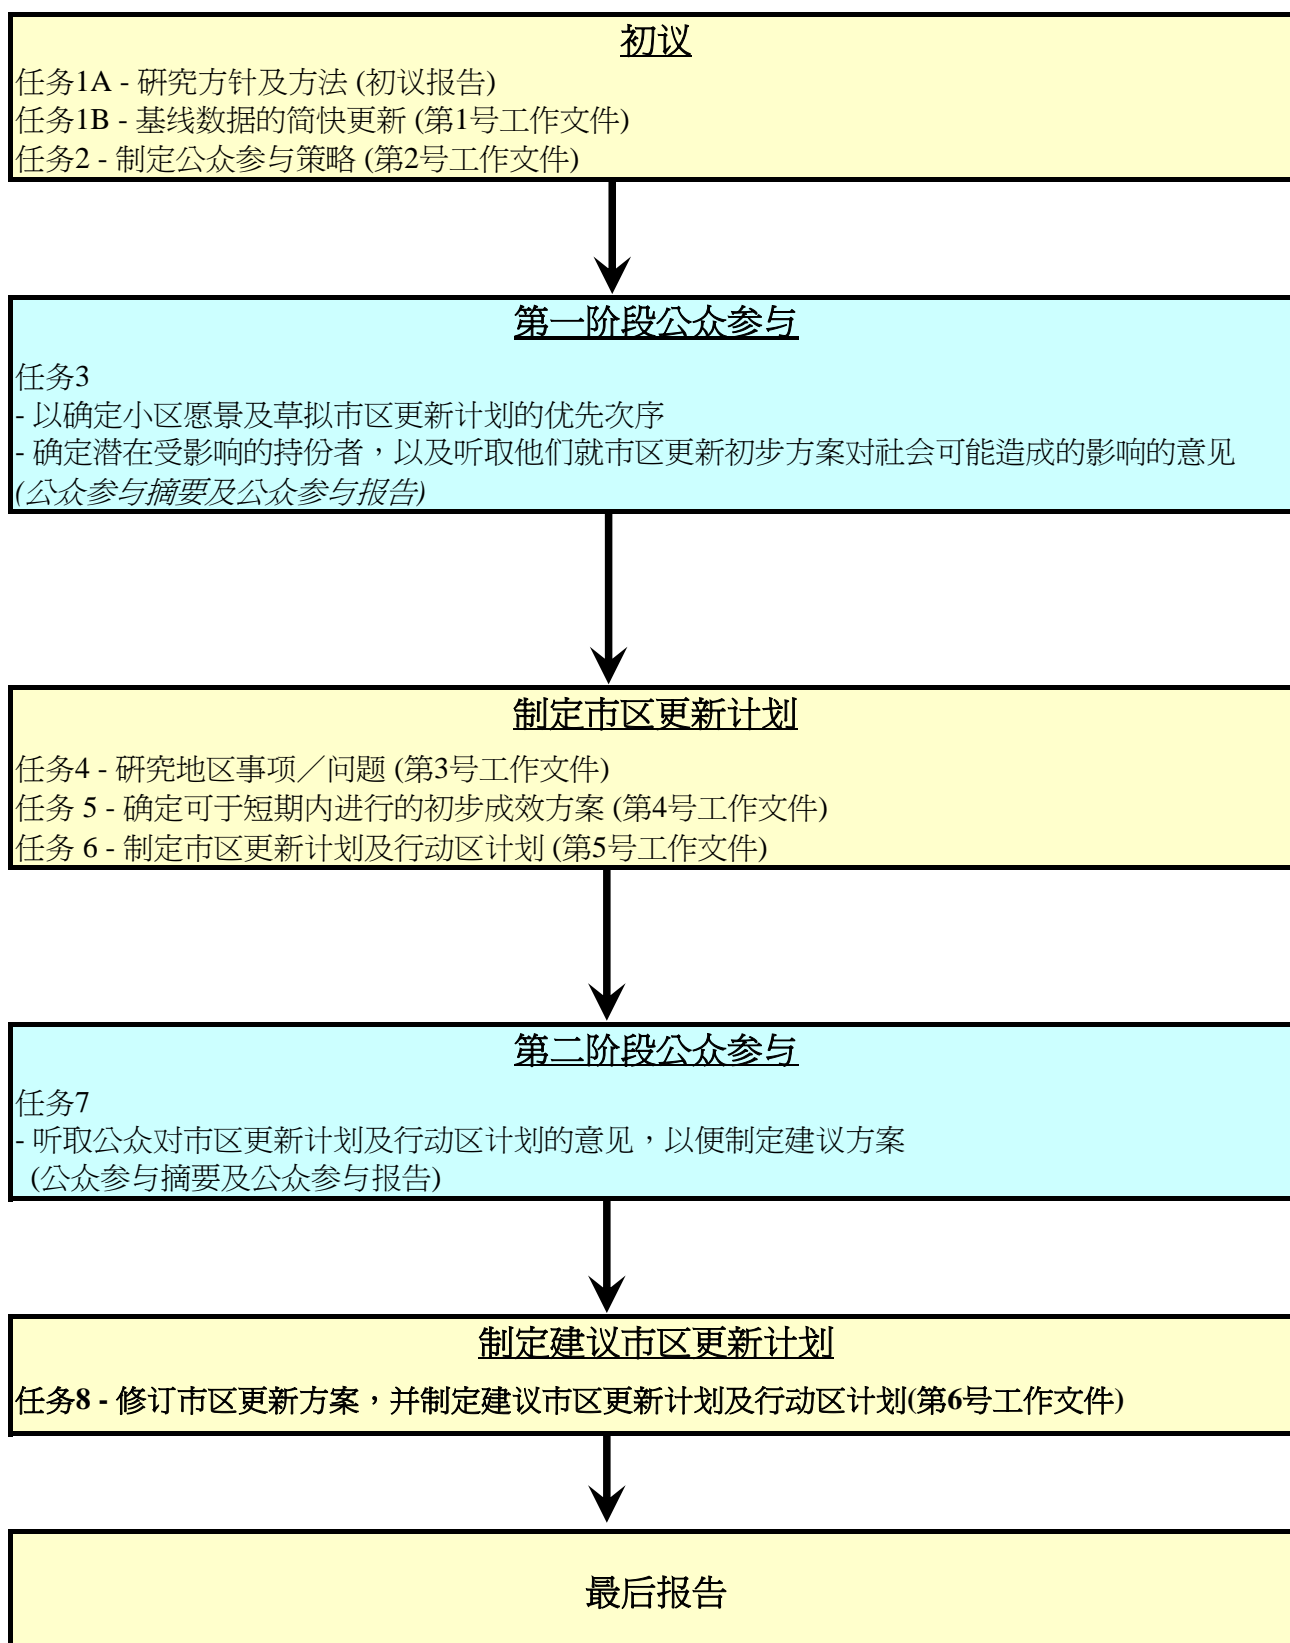 初议
任务1A - 研究方针及方法 (初议报告)
任务1B - 基线数据的简快更新 (第1号工作文件)
任务2 - 制定公众参与策略 (第2号工作文件)
第一阶段公众参与
任务3
- 以确定小区愿景及草拟市区更新计划的优先次序
- 确定潜在受影响的持份者，以及听取他们就市区更新初步方案对社会可能造成的影响的意见
(公众参与摘要及公众参与报告)
制定市区更新计划
任务4 - 研究地区事项／问题 (第3号工作文件)
任务 5 - 确定可于短期内进行的初步成效方案 (第4号工作文件)
任务 6 - 制定市区更新计划及行动区计划 (第5号工作文件)
第二阶段公众参与
任务7
- 听取公众对市区更新计划及行动区计划的意见，以便制定建议方案
(公众参与摘要及公众参与报告)
制定建议市区更新计划
任务8 - 修订市区更新方案，并制定建议市区更新计划及行动区计划(第6号工作文件)
最后报告